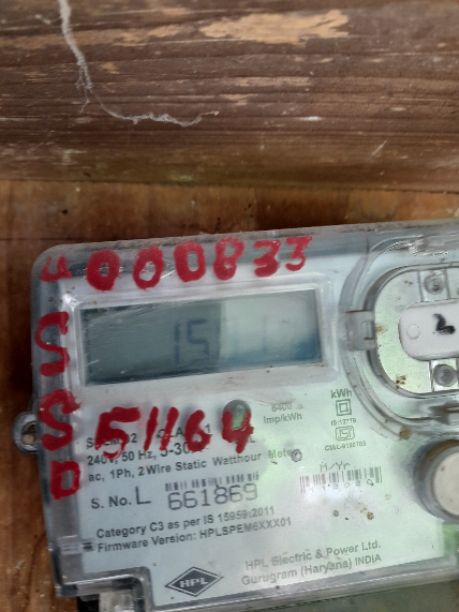 0000833
15
51164
6400
imp/kWh
kWh
240V, 50 Hz, 5-30
ac, 1Ph, 2 Wire Static Watthour Meter
S. No. L 661869
M/Yr
Category C3 as per IS 15959:2011
Firmware Version: HPLSPEM6XXX01
HPL
HPL Electric & Power Ltd.
Gurugram (Haryana) INDIA